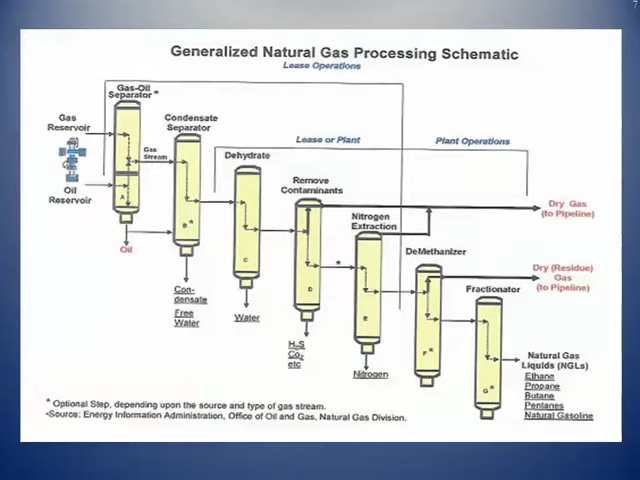 7
Generalized Natural Gas Processing Schematic
Lease Operations
Gas-Oil
Separator *
Condensate
Separator
Gas
Reservoir
Gas
Stream
Lease or Plant
Plant Operations
Dehydrate
Remove
Contaminants
Oil
Reservoir
A
Dry Gas
(to Pipeline)
Nitrogen
Extraction
B *
Oil
DeMethanizer
C
*
Dry (Residue)
Gas
(to Pipeline)
D
Fractionator
Con-
densate
Free
Water
Water
E
H2S
Co2
etc
F *
Natural Gas
Liquids (NGLs)
Nitrogen
Ethane
Propane
Butane
Pentanes
Natural Gasoline
G *
* Optional Step, depending upon the source and type of gas stream.
•Source: Energy Information Administration, Office of Oil and Gas, Natural Gas Division.